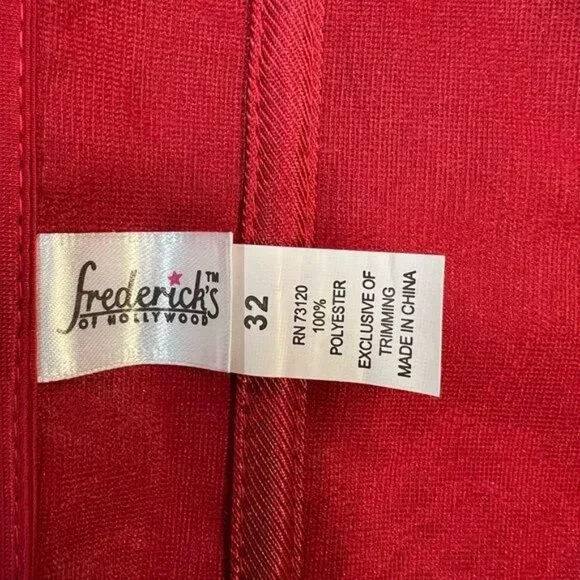 frederick's™
OF HOLLYWOOD
32
RN 73120
100%
POLYESTER
EXCLUSIVE OF
TRIMMING
MADE IN CHINA